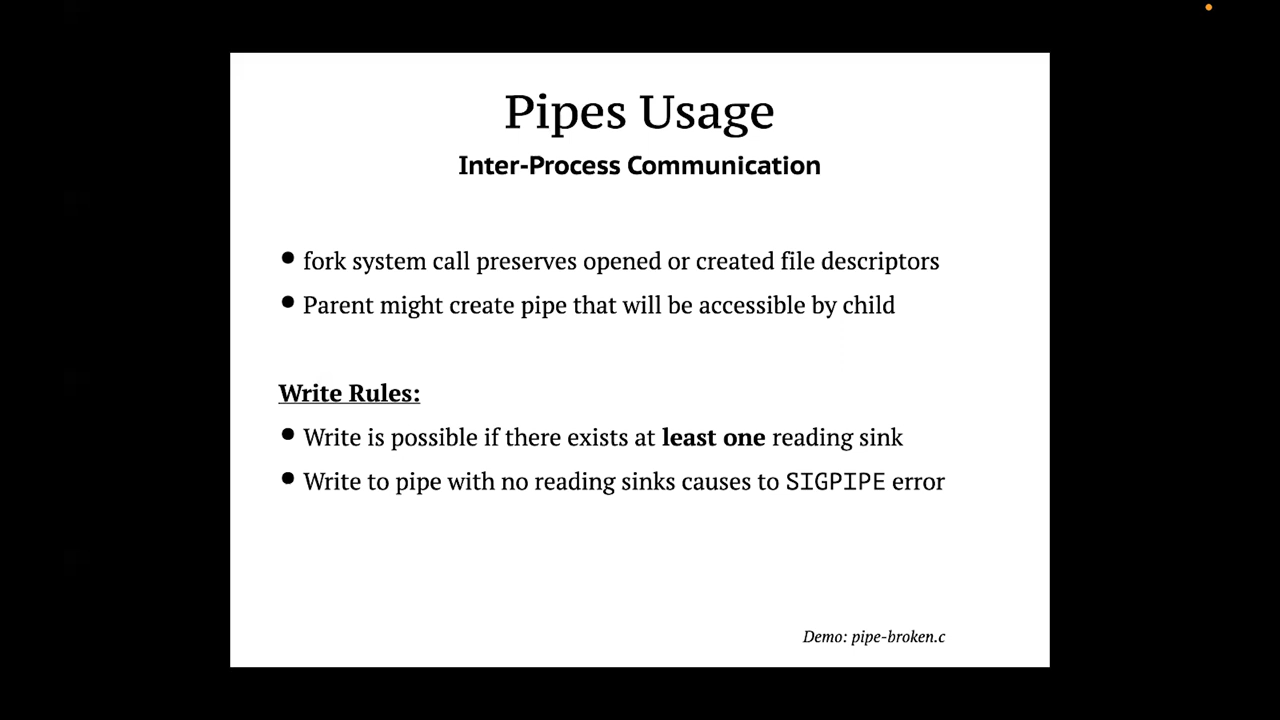 Pipes Usage
Inter-Process Communication
• fork system call preserves opened or created file descriptors
• Parent might create pipe that will be accessible by child
Write Rules:
• Write is possible if there exists at least one reading sink
• Write to pipe with no reading sinks causes to SIGPIPE error
Demo: pipe-broken.c